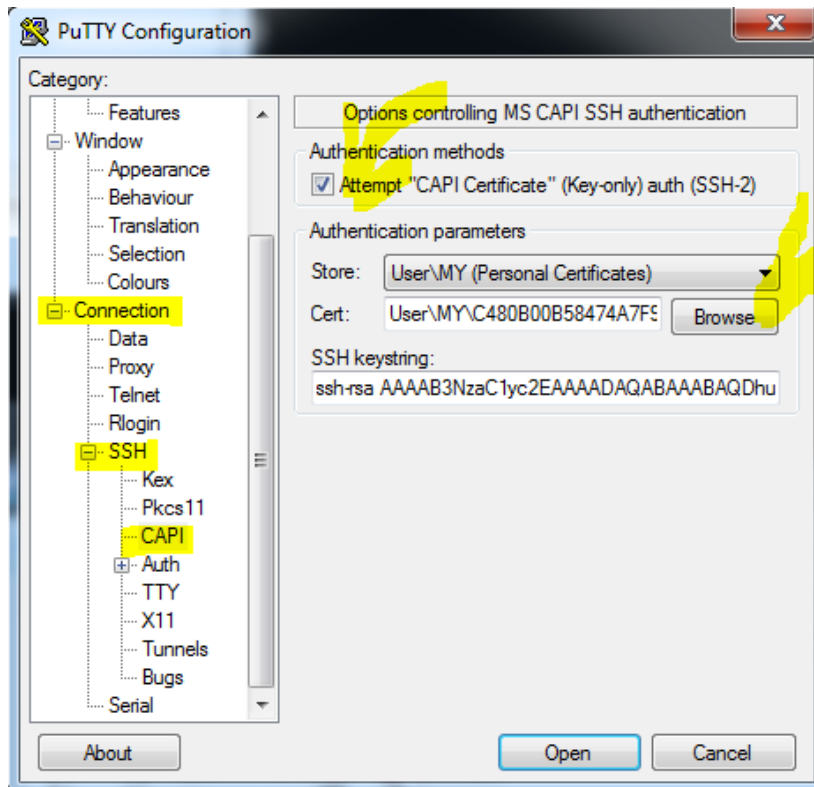 PuTTY Configuration
Category:
Features
Window
Appearance
Behaviour
Translation
Selection
Colours
Connection
Data
Proxy
Telnet
Rlogin
SSH
Kex
Pkcs11
CAPI
Auth
TTY
X11
Tunnels
Bugs
Serial
Options controlling MS CAPI SSH authentication
Authentication methods
Attempt "CAPI Certificate" (Key-only) auth (SSH-2)
Authentication parameters
Store: User\MY (Personal Certificates)
Cert: User\MY\C480B00B58474A7F9 Browse
SSH keystring:
ssh-rsa AAAAB3NzaC1yc2EAAAADAQABAAABAQDhu
About Open Cancel